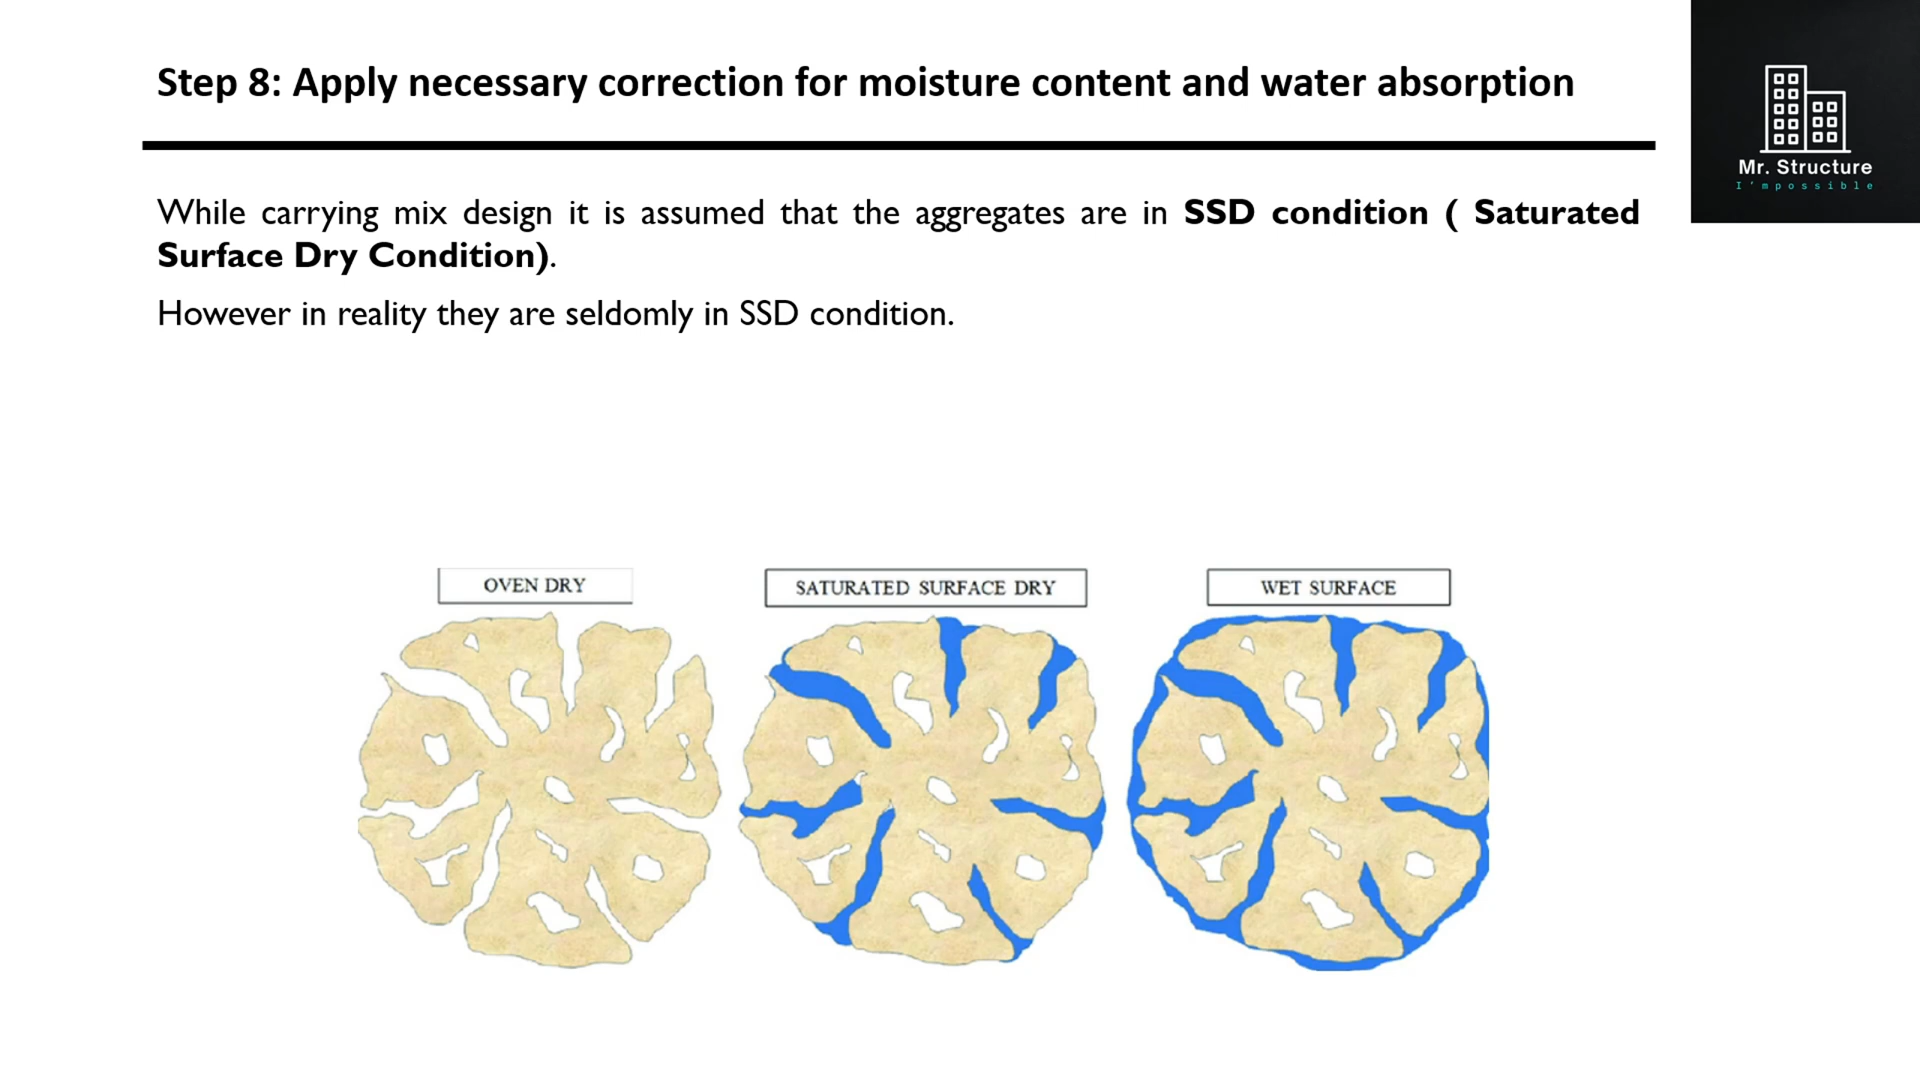 Step 8: Apply necessary correction for moisture content and water absorption
Mr. Structure
I'mpossible
While carrying mix design it is assumed that the aggregates are in SSD condition ( Saturated
Surface Dry Condition).
However in reality they are seldomly in SSD condition.
OVEN DRY
SATURATED SURFACE DRY
WET SURFACE